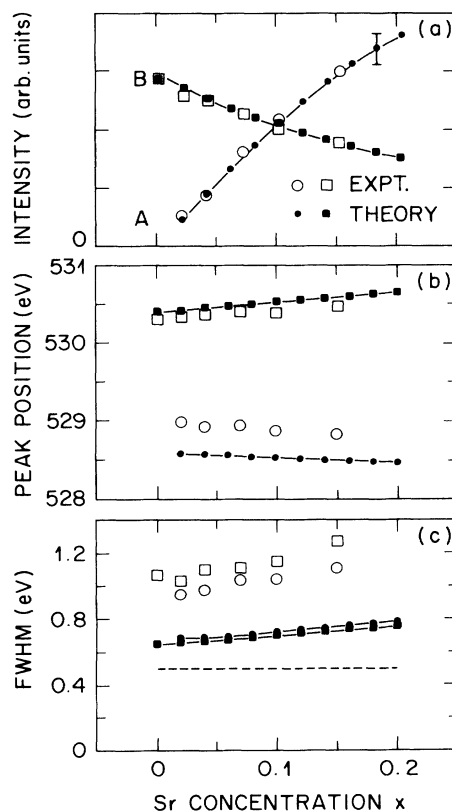 (a)
INTENSITY (arb. units)
B
A
0
○ □ EXPT.
• ■ THEORY
(b)
PEAK POSITION (eV)
531
530
529
528
(c)
FWHM (eV)
1.2
0.8
0.4
0
0 0.1 0.2
Sr CONCENTRATION x